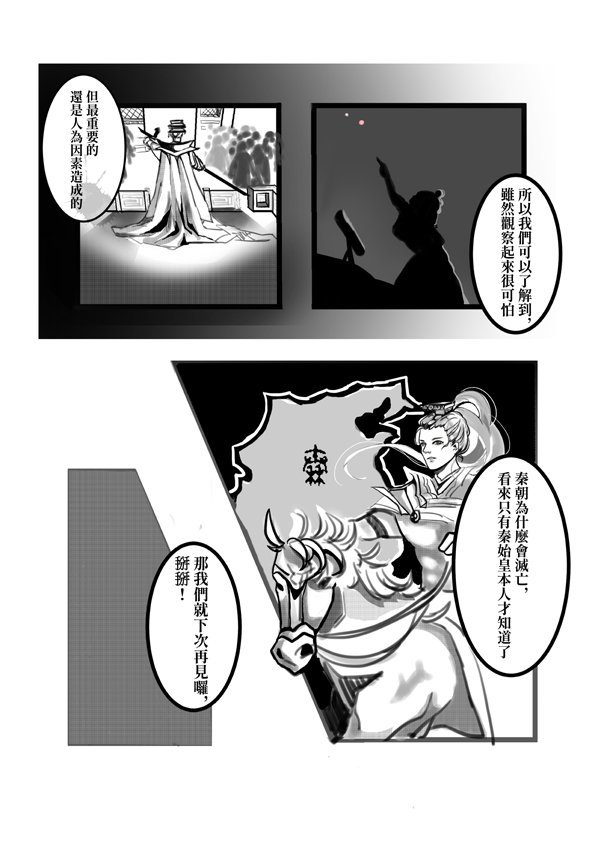 所以我們可以了解到，
雖然觀察起來很可怕
但最重要的
還是人為因素造成的
秦朝為什麼會滅亡，
看來只有秦始皇本人才知道了
那我們就下次再見囉，
掰掰！